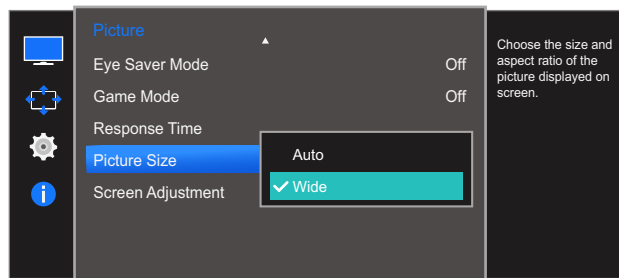 Picture
Eye Saver Mode Off
Game Mode Off
Response Time
Picture Size
Auto
Wide
Screen Adjustment
Choose the size and
aspect ratio of the
picture displayed on
screen.